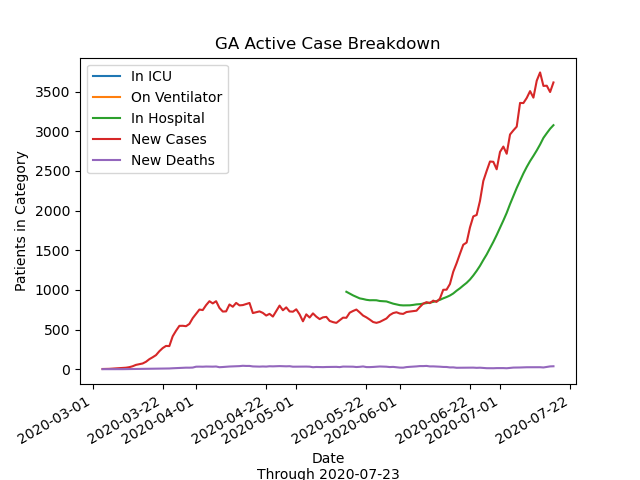 GA Active Case Breakdown
In ICU
On Ventilator
In Hospital
New Cases
New Deaths
Patients in Category
3500
3000
2500
2000
1500
1000
500
0
2020-03-01
2020-03-22
2020-04-01
2020-04-22
2020-05-01
2020-05-22
2020-06-01
2020-06-22
2020-07-01
2020-07-22
Date
Through 2020-07-23